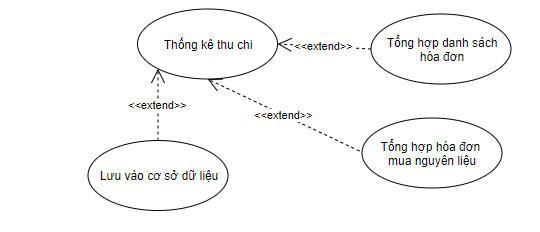 Thống kê thu chi
<<extend>>
Tổng hợp danh sách
hóa đơn
<<extend>>
<<extend>>
Tổng hợp hóa đơn
mua nguyên liệu
Lưu vào cơ sở dữ liệu